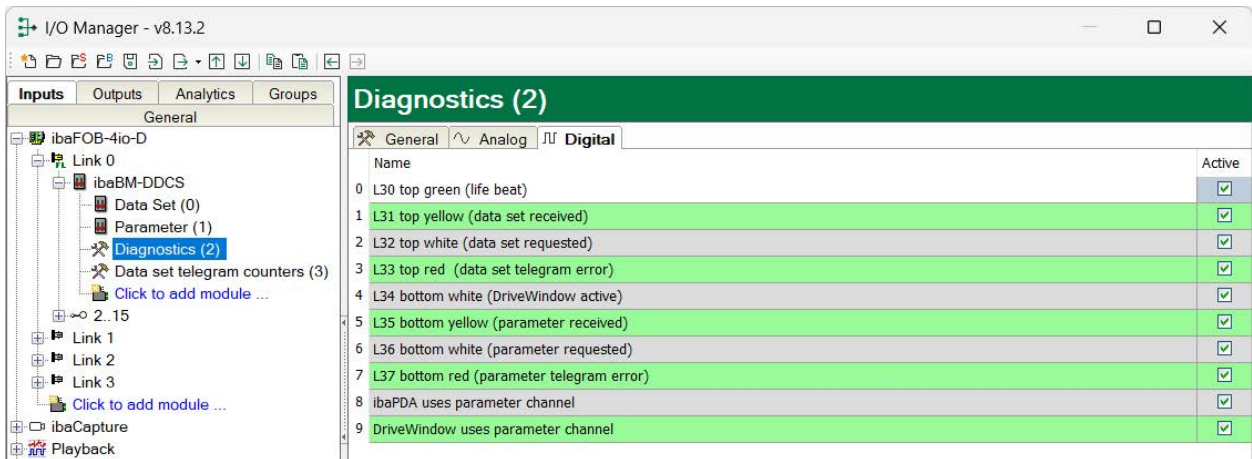 I/O Manager - v8.13.2
Inputs Outputs Analytics Groups
General
ibaFOB-4io-D
Link 0
ibaBM-DDCS
Data Set (0)
Parameter (1)
Diagnostics (2)
Data set telegram counters (3)
Click to add module ...
2..15
Link 1
Link 2
Link 3
Click to add module ...
ibaCapture
Playback
Diagnostics (2)
General Analog Digital
Name Active
0 L30 top green (life beat)
1 L31 top yellow (data set received)
2 L32 top white (data set requested)
3 L33 top red (data set telegram error)
4 L34 bottom white (DriveWindow active)
5 L35 bottom yellow (parameter received)
6 L36 bottom white (parameter requested)
7 L37 bottom red (parameter telegram error)
8 ibaPDA uses parameter channel
9 DriveWindow uses parameter channel